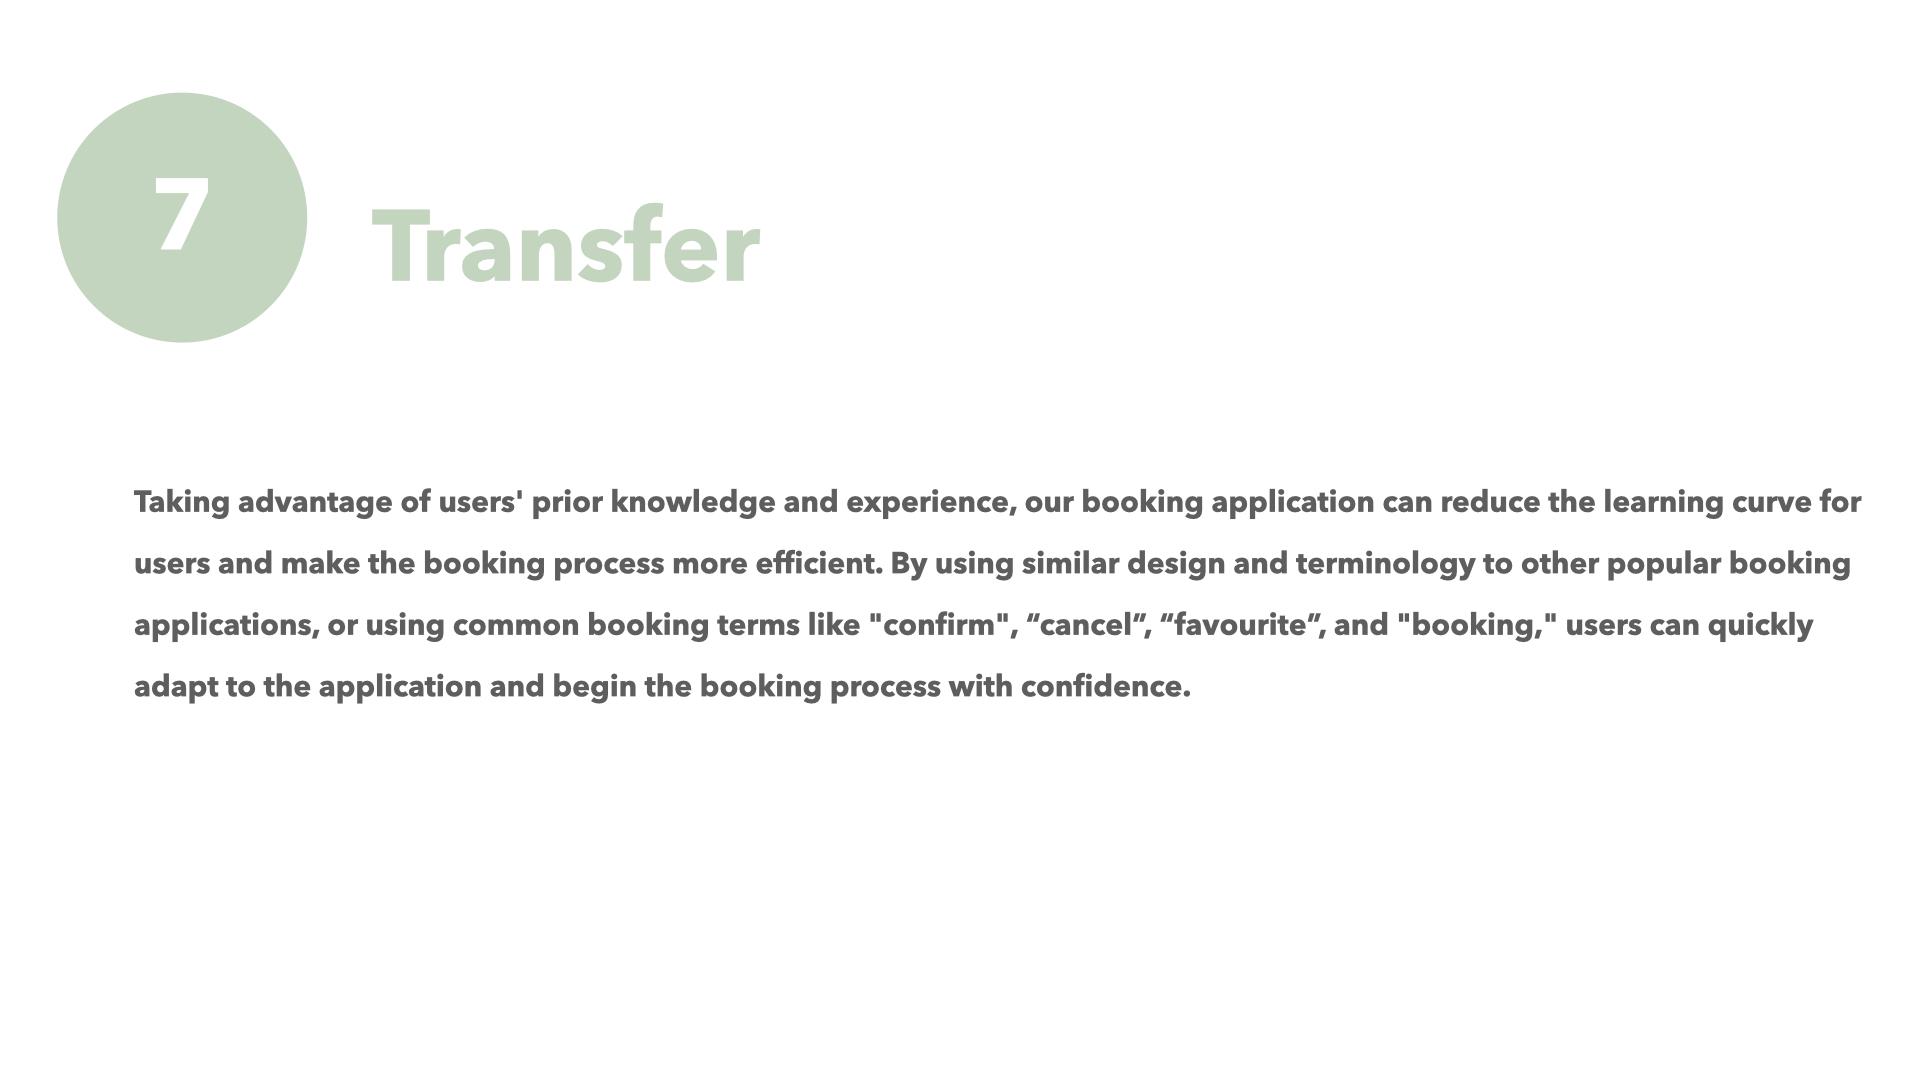 7
Transfer
Taking advantage of users' prior knowledge and experience, our booking application can reduce the learning curve for
users and make the booking process more efficient. By using similar design and terminology to other popular booking
applications, or using common booking terms like "confirm", “cancel”, “favourite”, and "booking," users can quickly
adapt to the application and begin the booking process with confidence.